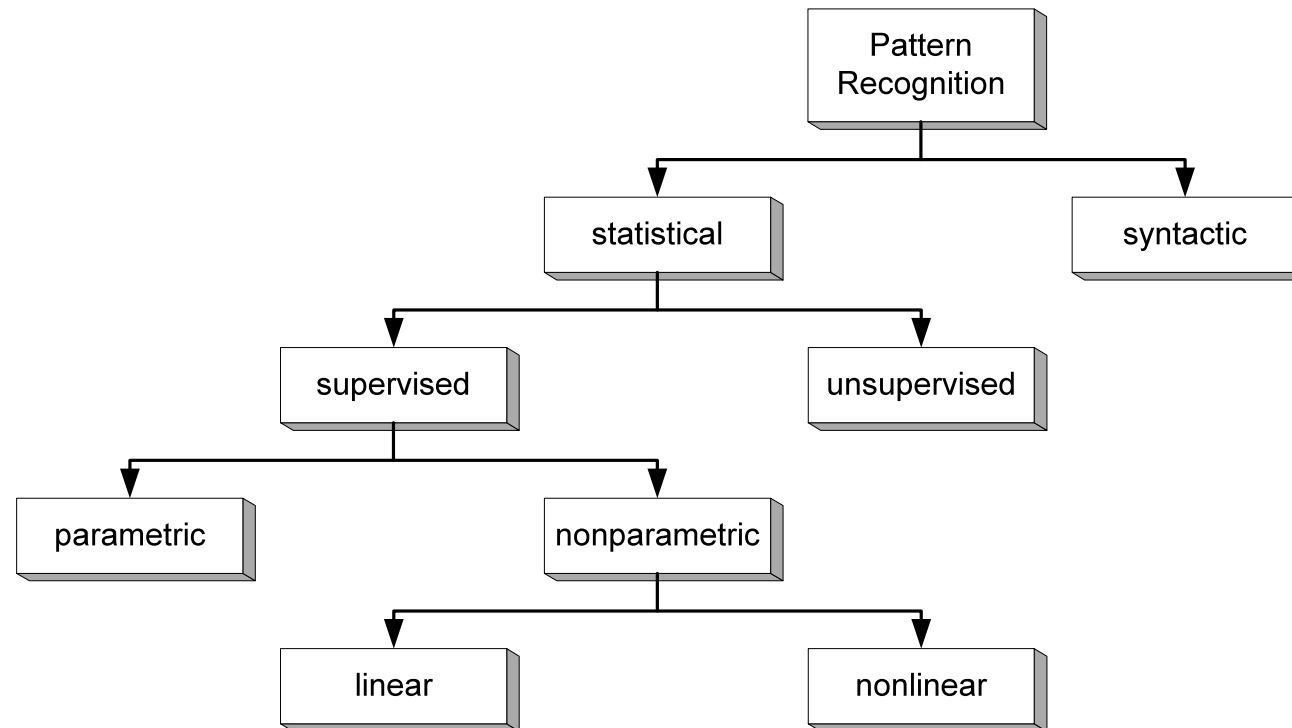 Pattern
Recognition
statistical
syntactic
supervised
unsupervised
parametric
nonparametric
linear
nonlinear